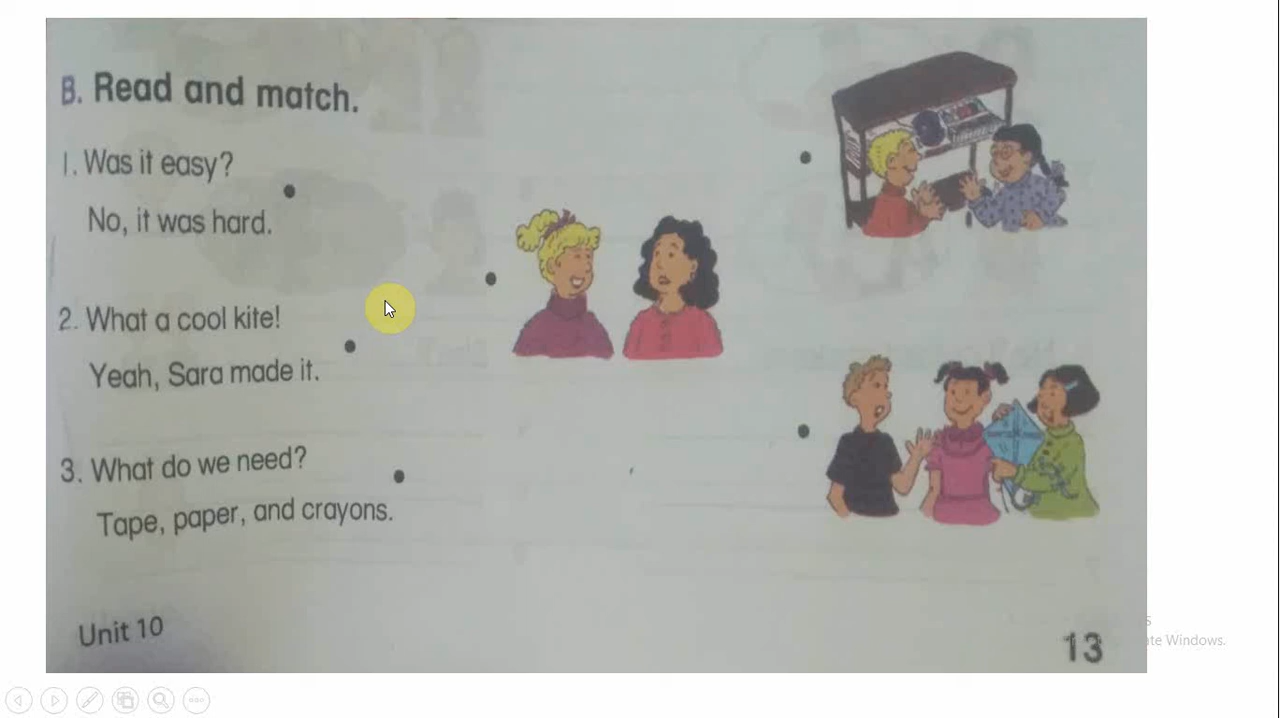 B. Read and match.
1. Was it easy?
No, it was hard.
2. What a cool kite!
Yeah, Sara made it.
3. What do we need?
Tape, paper, and crayons.
Unit 10
13
Windows.